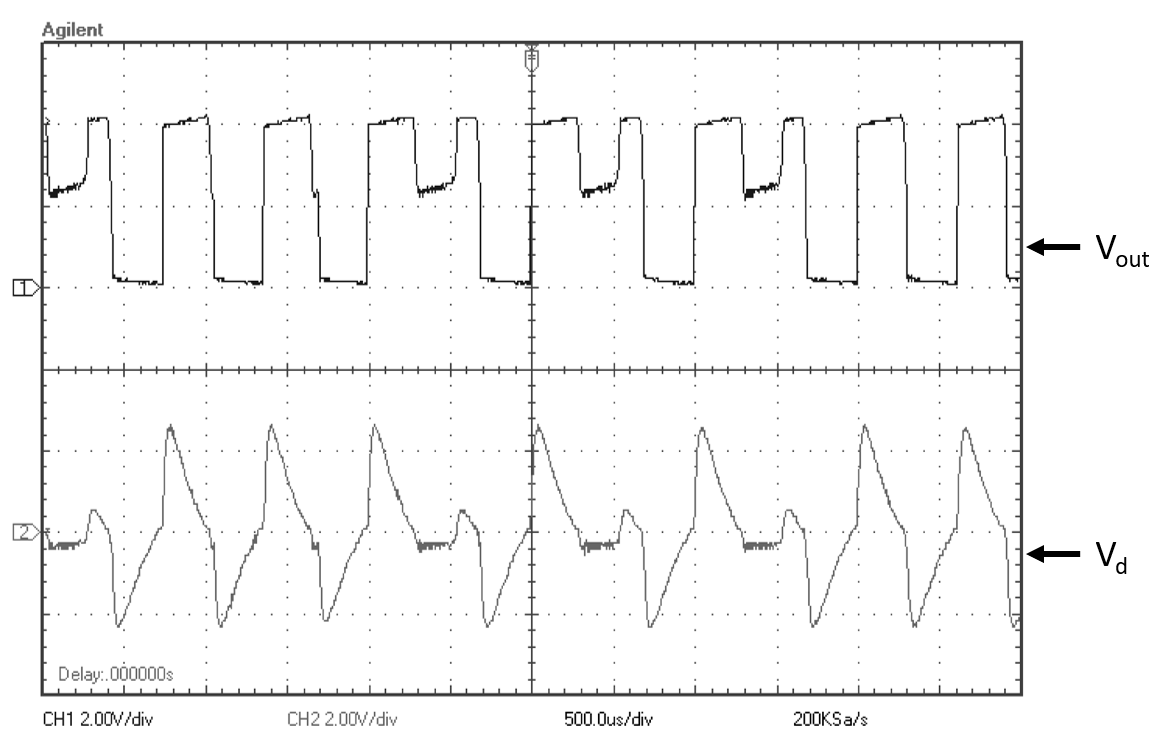 Agilent
1
Vout
2
Vd
Delay:.000000s
CH1 2.00V/div CH2 2.00V/div 500.0us/div 200KSa/s